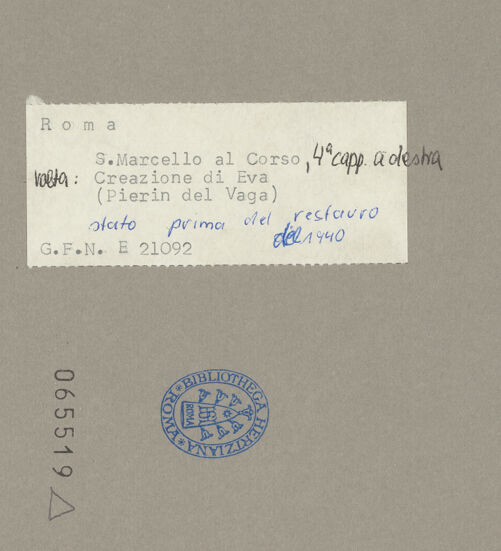 Roma
S.Marcello al Corso, 4ª capp. a destra
volta: Creazione di Eva
(Pierin del Vaga)
stato prima del restauro
del 1940
G.F.N. E 21092
065519
BIBLIOTHECA HERTZIANA * ROMA *
ROMA